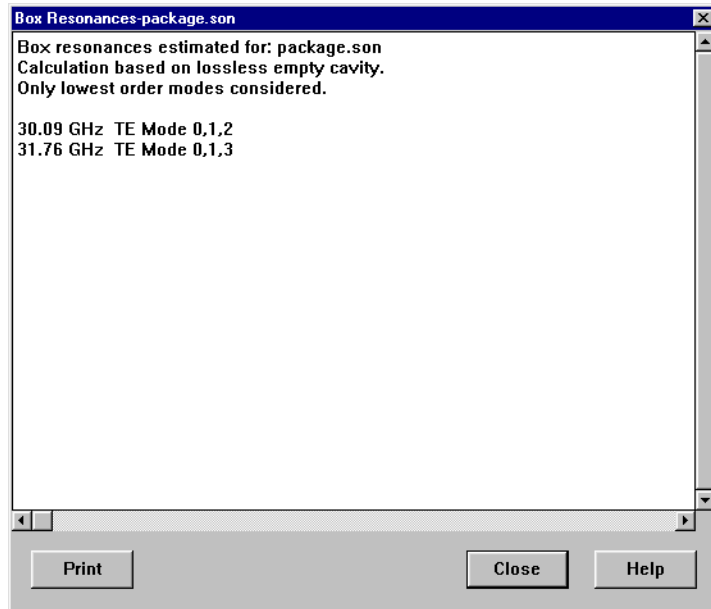 Box Resonances-package.son
Box resonances estimated for: package.son
Calculation based on lossless empty cavity.
Only lowest order modes considered.
30.09 GHz  TE Mode 0,1,2
31.76 GHz  TE Mode 0,1,3
Print
Close
Help